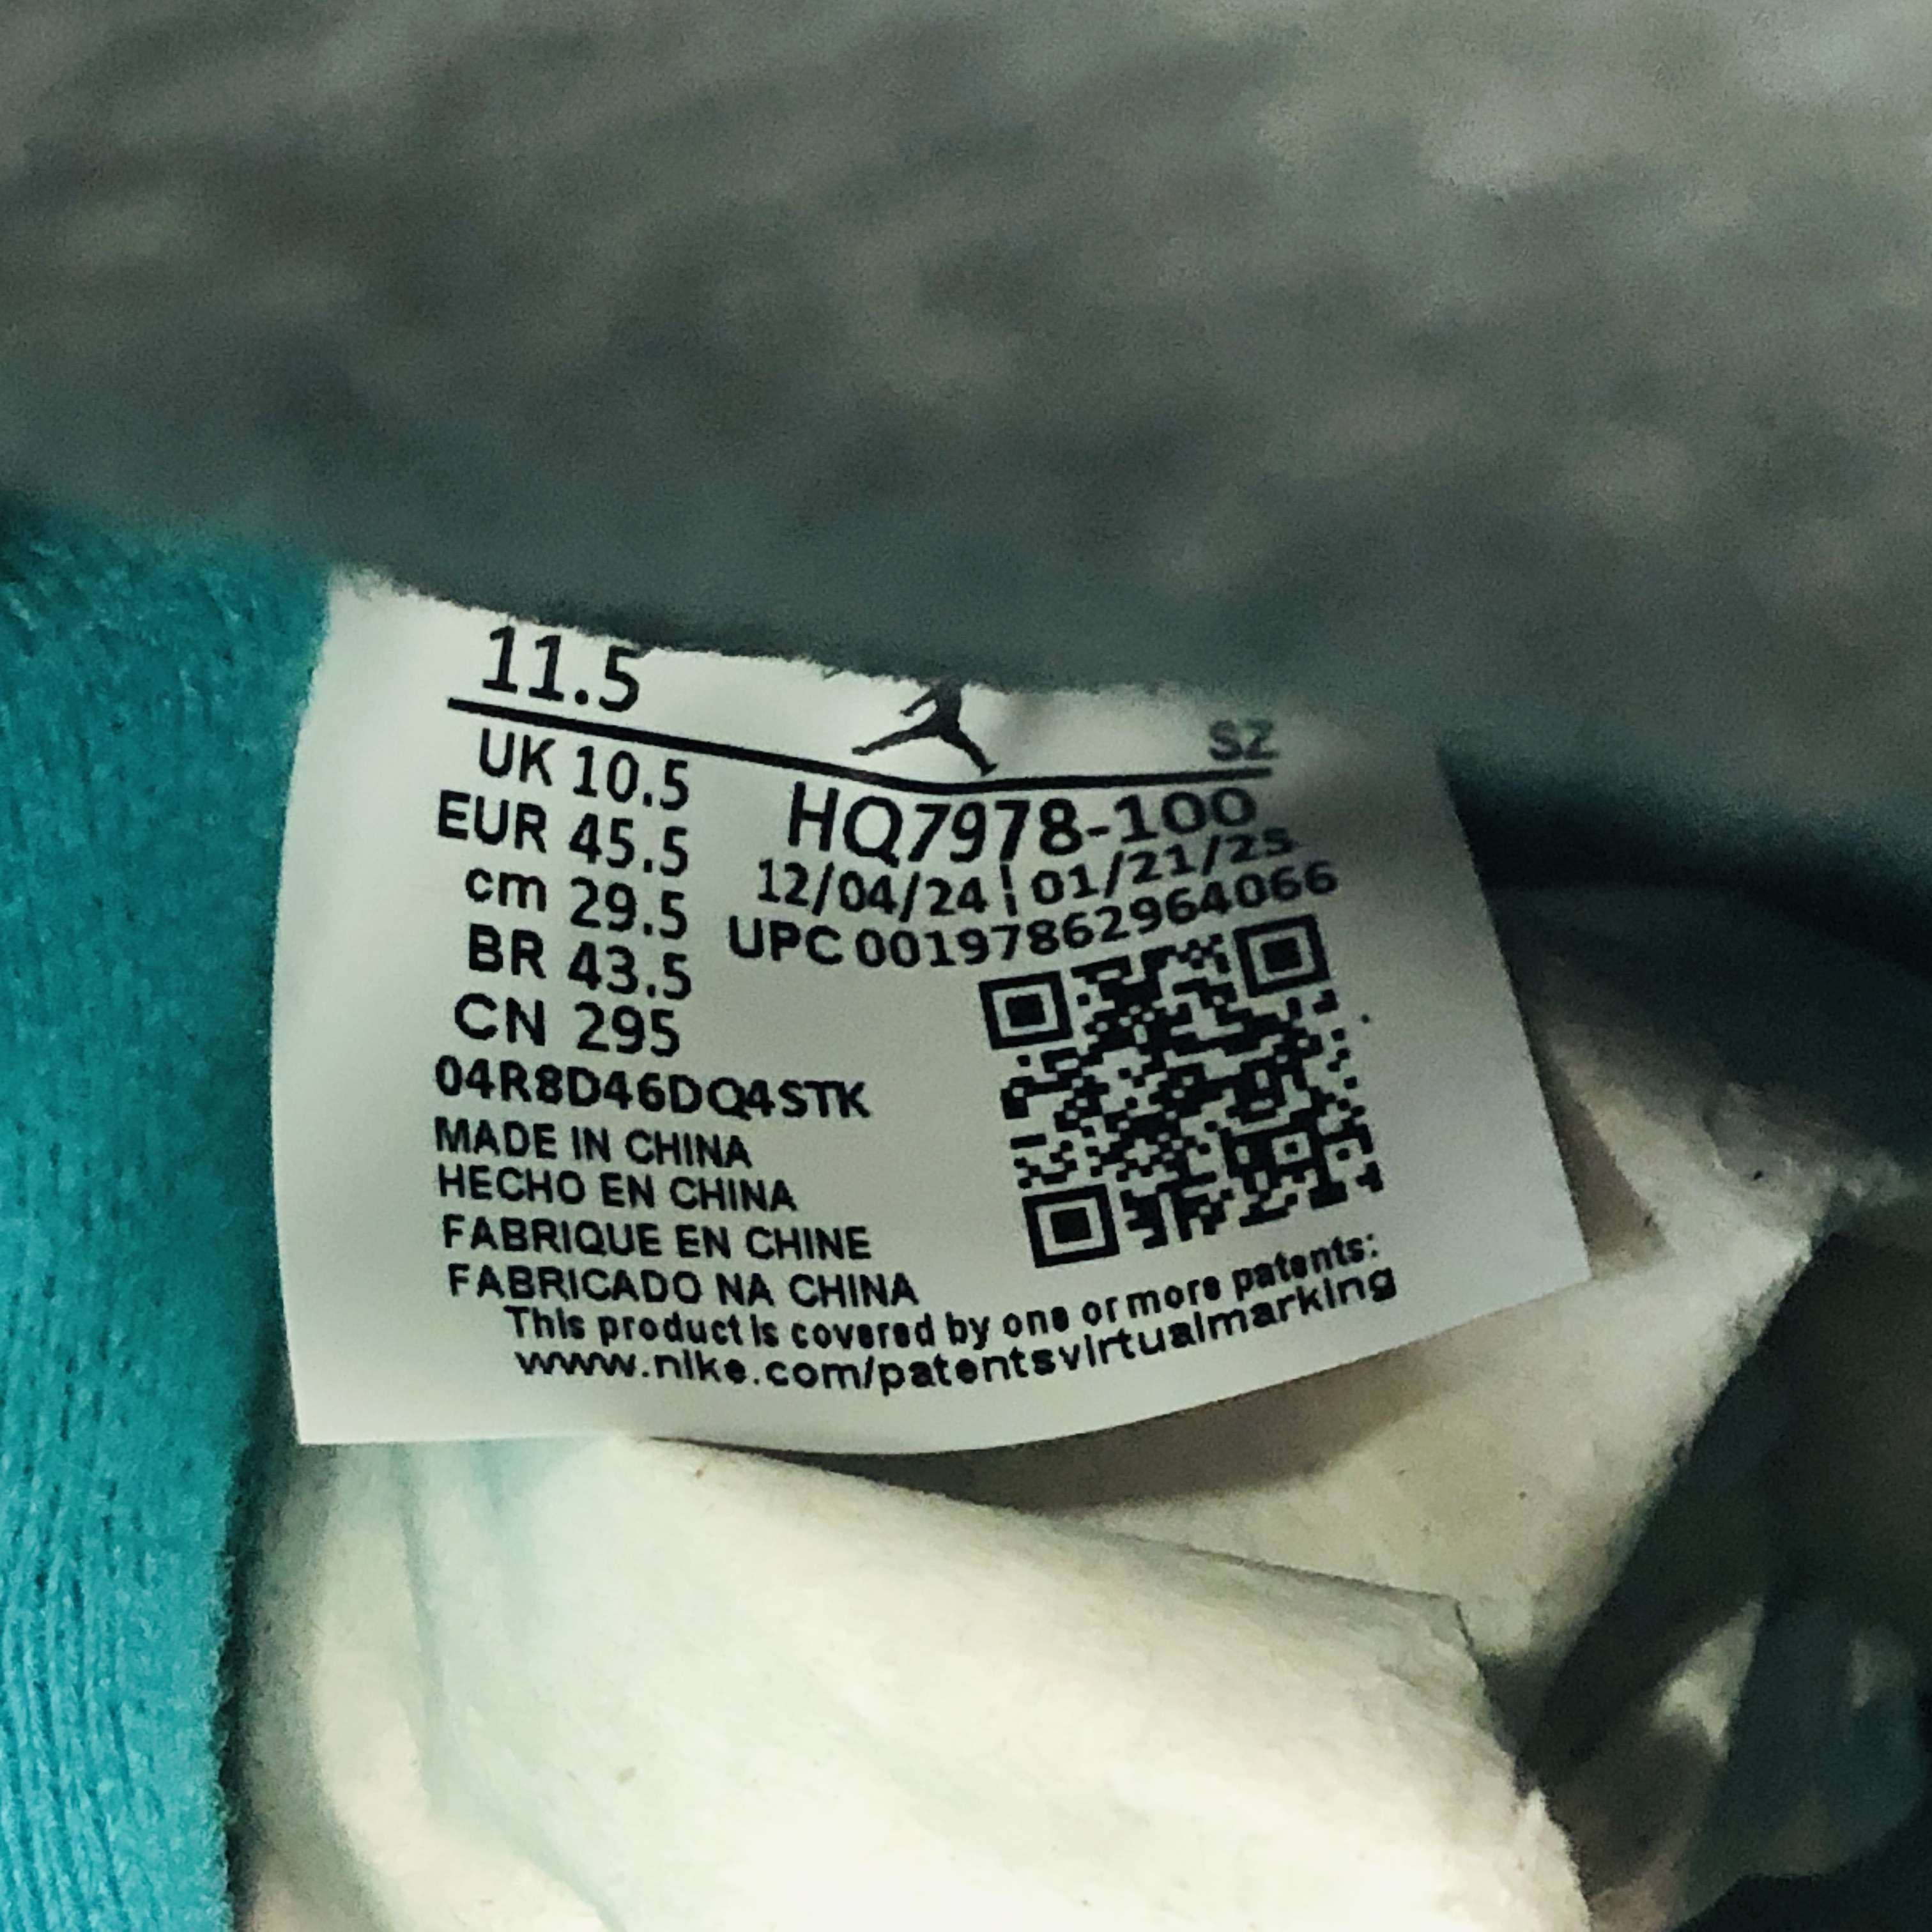 11.5
SZ
UK 10.5
EUR 45.5
cm 29.5
BR 43.5
CN 295
HQ7978-100
12/04/24 | 01/21/25
UPC 00197862964066
04R8D46DQ4STK
MADE IN CHINA
HECHO EN CHINA
FABRIQUE EN CHINE
FABRICADO NA CHINA
This product is covered by one or more patents:
www.nike.com/patentsvirtualmarking